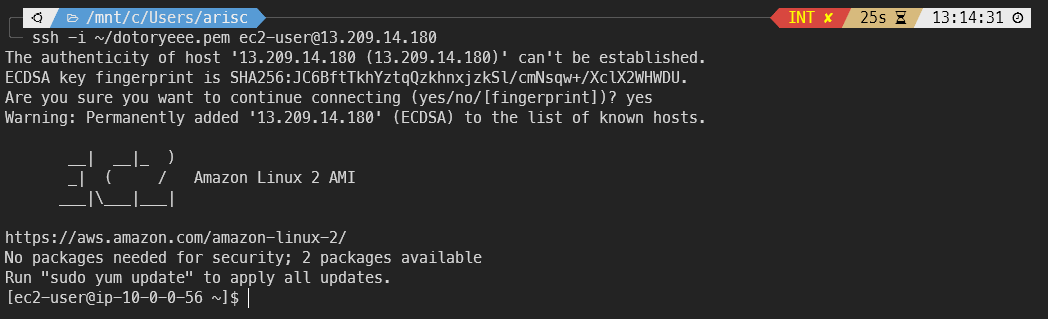 /mnt/c/Users/arisc INT ✘ 25s 13:14:31
ssh -i ~/dotoryeee.pem ec2-user@13.209.14.180
The authenticity of host '13.209.14.180 (13.209.14.180)' can't be established.
ECDSA key fingerprint is SHA256:JC6BftTkhYztqQzkhnxjzkSl/cmNsqw+/XclX2WHWDU.
Are you sure you want to continue connecting (yes/no/[fingerprint])? yes
Warning: Permanently added '13.209.14.180' (ECDSA) to the list of known hosts.
__|  __|_  )
_|  (     /   Amazon Linux 2 AMI
___|\___|___|
https://aws.amazon.com/amazon-linux-2/
No packages needed for security; 2 packages available
Run "sudo yum update" to apply all updates.
[ec2-user@ip-10-0-0-56 ~]$